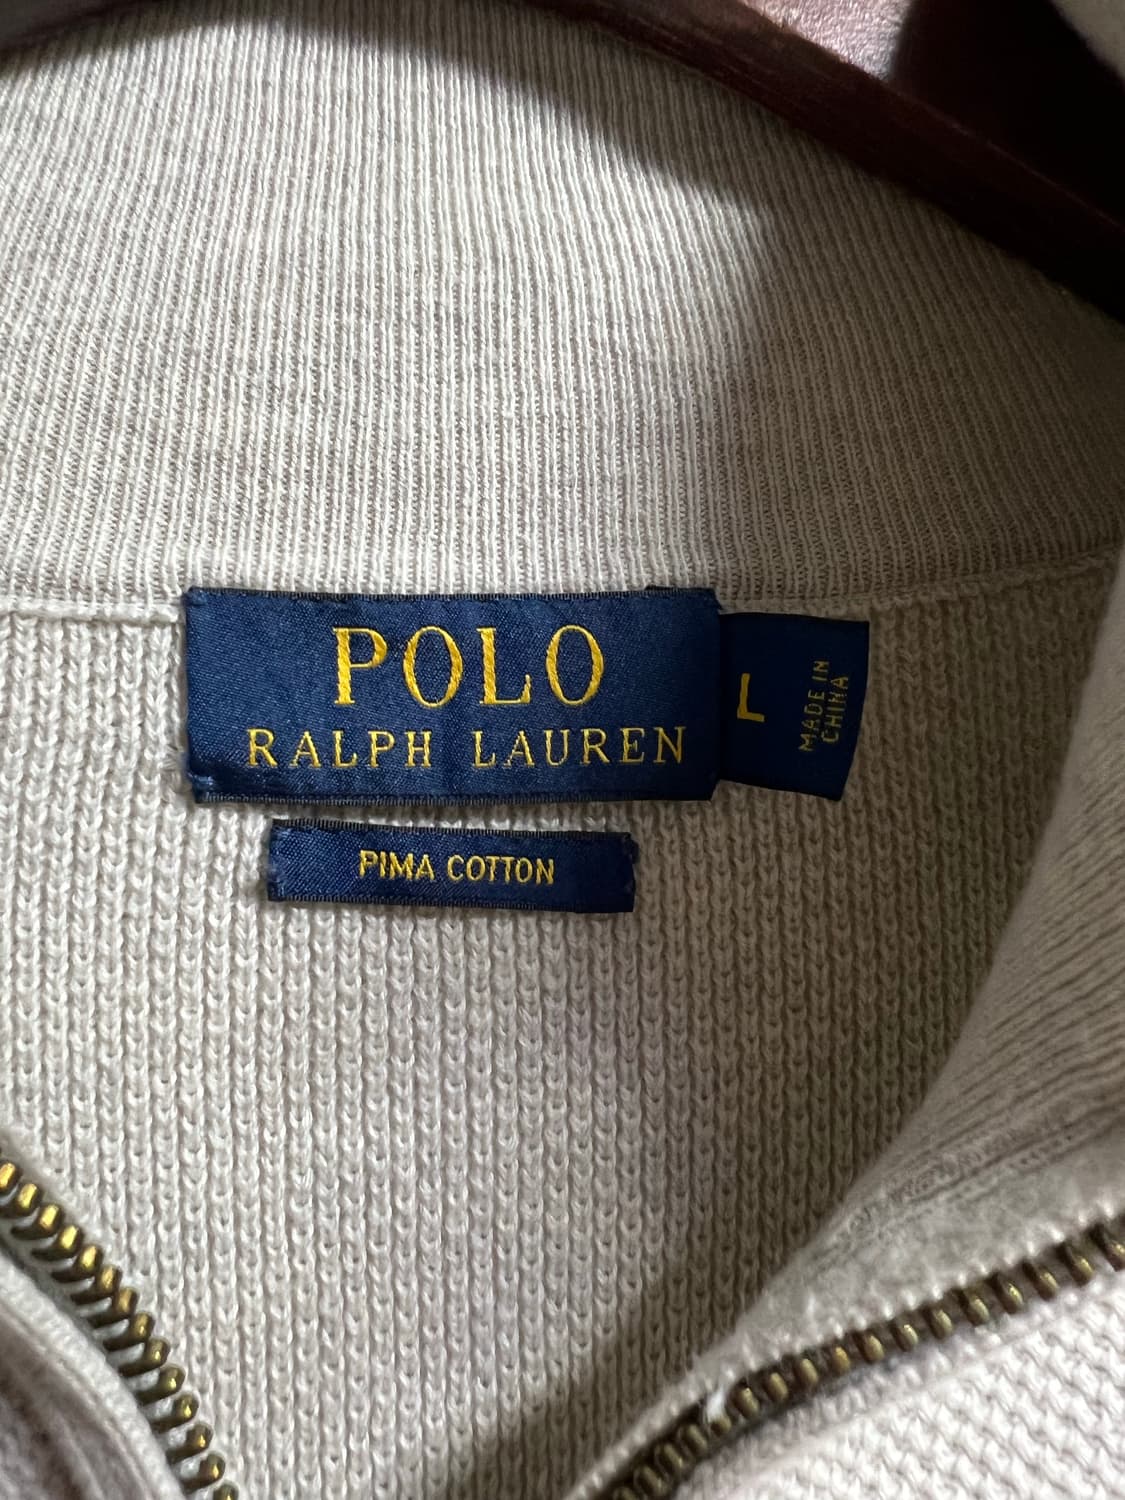 POLO
RALPH LAUREN
L
MADE IN
CHINA
PIMA COTTON